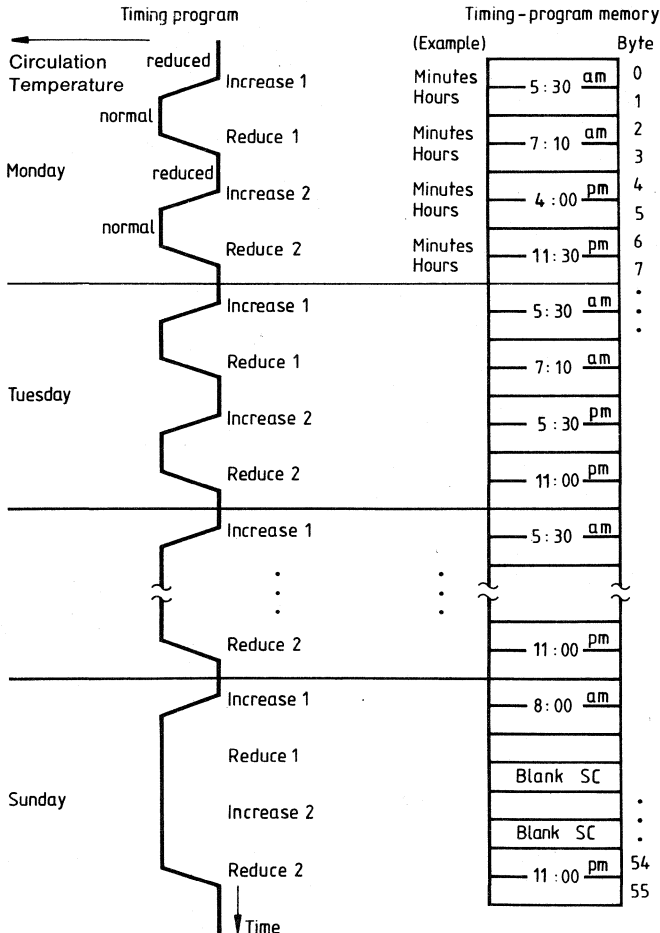 Timing program
Timing-program memory
Circulation
Temperature
reduced
(Example)
Byte
Increase 1
Minutes
Hours
5:30 am
0
1
normal
Reduce 1
Minutes
Hours
7:10 am
2
3
Monday
reduced
Increase 2
Minutes
Hours
4:00 pm
4
5
normal
Reduce 2
Minutes
Hours
11:30 pm
6
7
Increase 1
5:30 am
Reduce 1
7:10 am
Tuesday
Increase 2
5:30 pm
Reduce 2
11:00 pm
Increase 1
5:30 am
Reduce 2
11:00 pm
Increase 1
8:00 am
Reduce 1
Blank SC
Sunday
Increase 2
Blank SC
Reduce 2
11:00 pm
54
55
Time